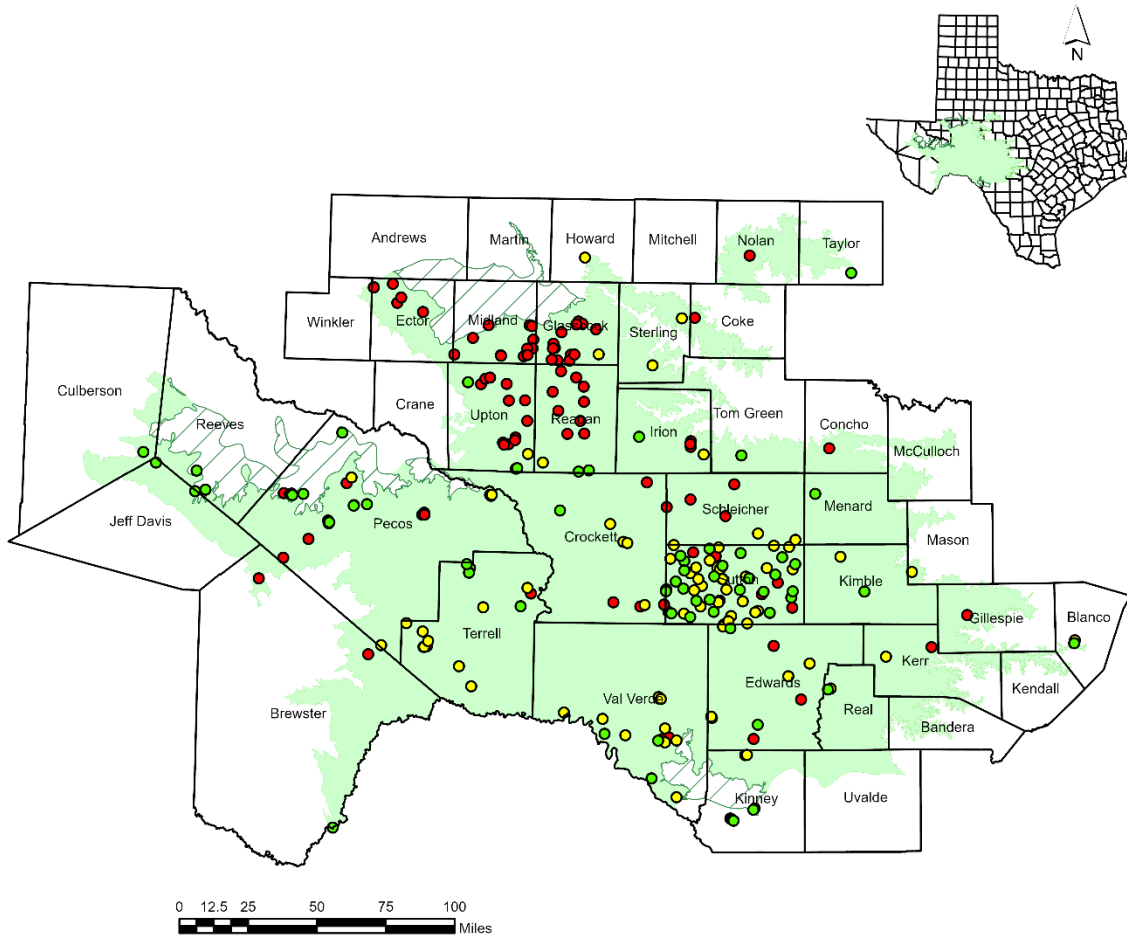 N
Andrews
Martin
Howard
Mitchell
Nolan
Taylor
Winkler
Ector
Midland
Glasscock
Sterling
Coke
Culberson
Reeves
Crane
Upton
Reagan
Irion
Tom Green
Concho
McCulloch
Jeff Davis
Pecos
Crockett
Schleicher
Menard
Mason
Sutton
Kimble
Gillespie
Blanco
Terrell
Kerr
Kendall
Brewster
Val Verde
Edwards
Real
Bandera
Kinney
Uvalde
0 12.5 25 50 75 100
Miles